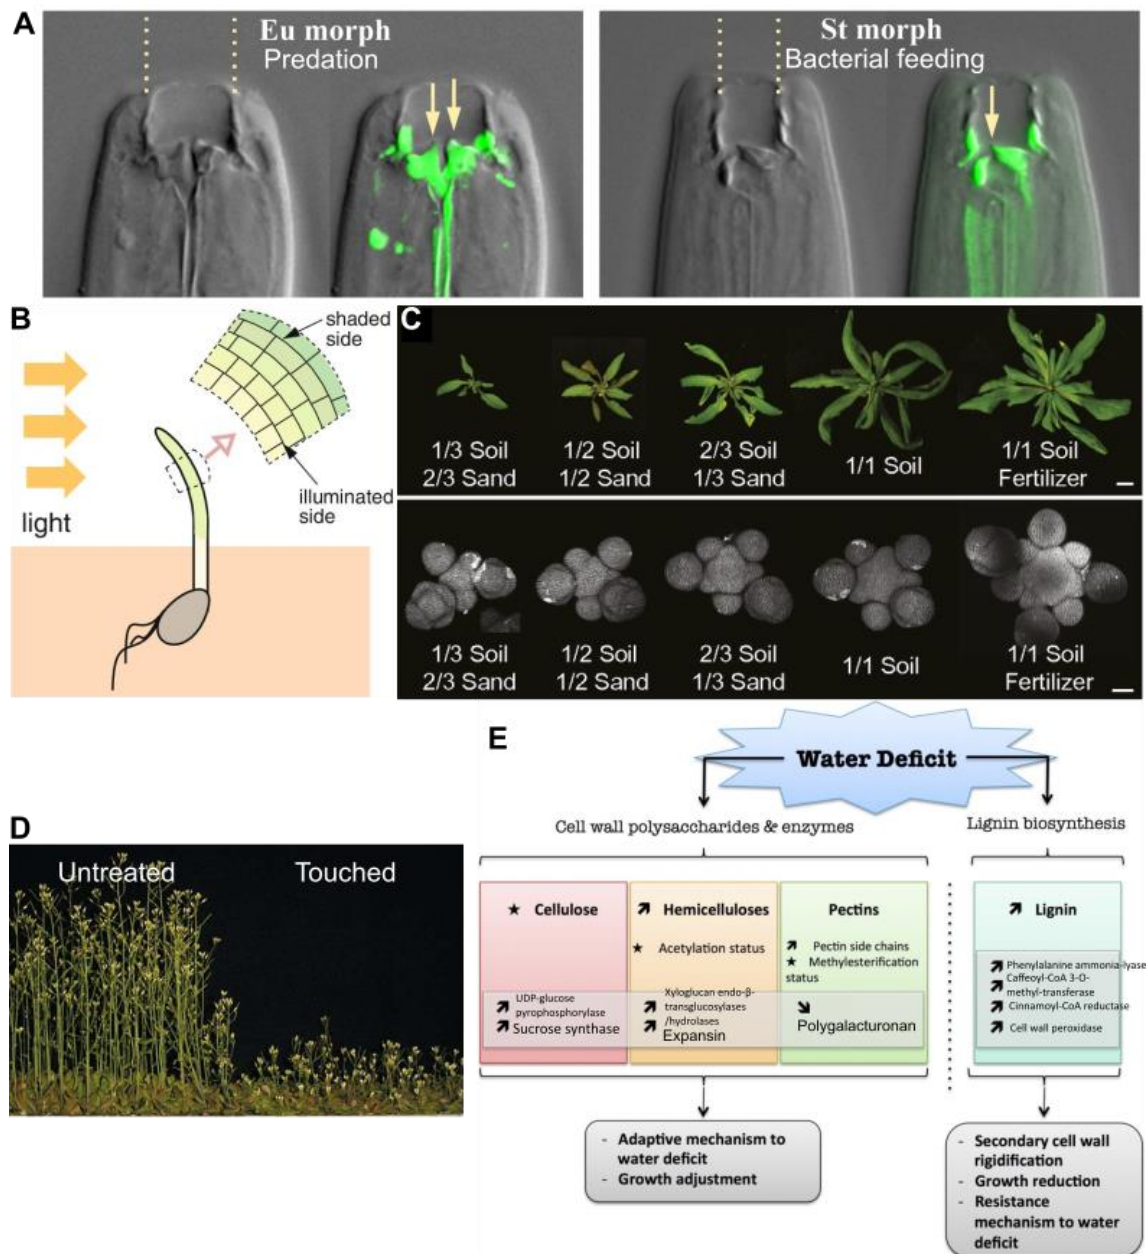 A
Eu morph
Predation
St morph
Bacterial feeding
B
shaded
side
illuminated
side
light
C
1/3 Soil
2/3 Sand
1/2 Soil
1/2 Sand
2/3 Soil
1/3 Sand
1/1 Soil
1/1 Soil
Fertilizer
1/3 Soil
2/3 Sand
1/2 Soil
1/2 Sand
2/3 Soil
1/3 Sand
1/1 Soil
1/1 Soil
Fertilizer
D
Untreated
Touched
E
Water Deficit
Cell wall polysaccharides & enzymes
Lignin biosynthesis
★ Cellulose
UDP-glucose
pyrophosphorylase
Sucrose synthase
Hemicelluloses
★ Acetylation status
Xyloglucan endo-β-
transglucosylases
/hydrolases
Expansin
Pectins
Pectin side chains
★ Methylesterification
status
Polygalacturonan
Lignin
Phenylalanine ammonia-lyase
Caffeoyl-CoA 3-O-
methyl-transferase
Cinnamoyl-CoA reductase
Cell wall peroxidase
- Adaptive mechanism to
water deficit
- Growth adjustment
- Secondary cell wall
rigidification
- Growth reduction
- Resistance
mechanism to water
deficit